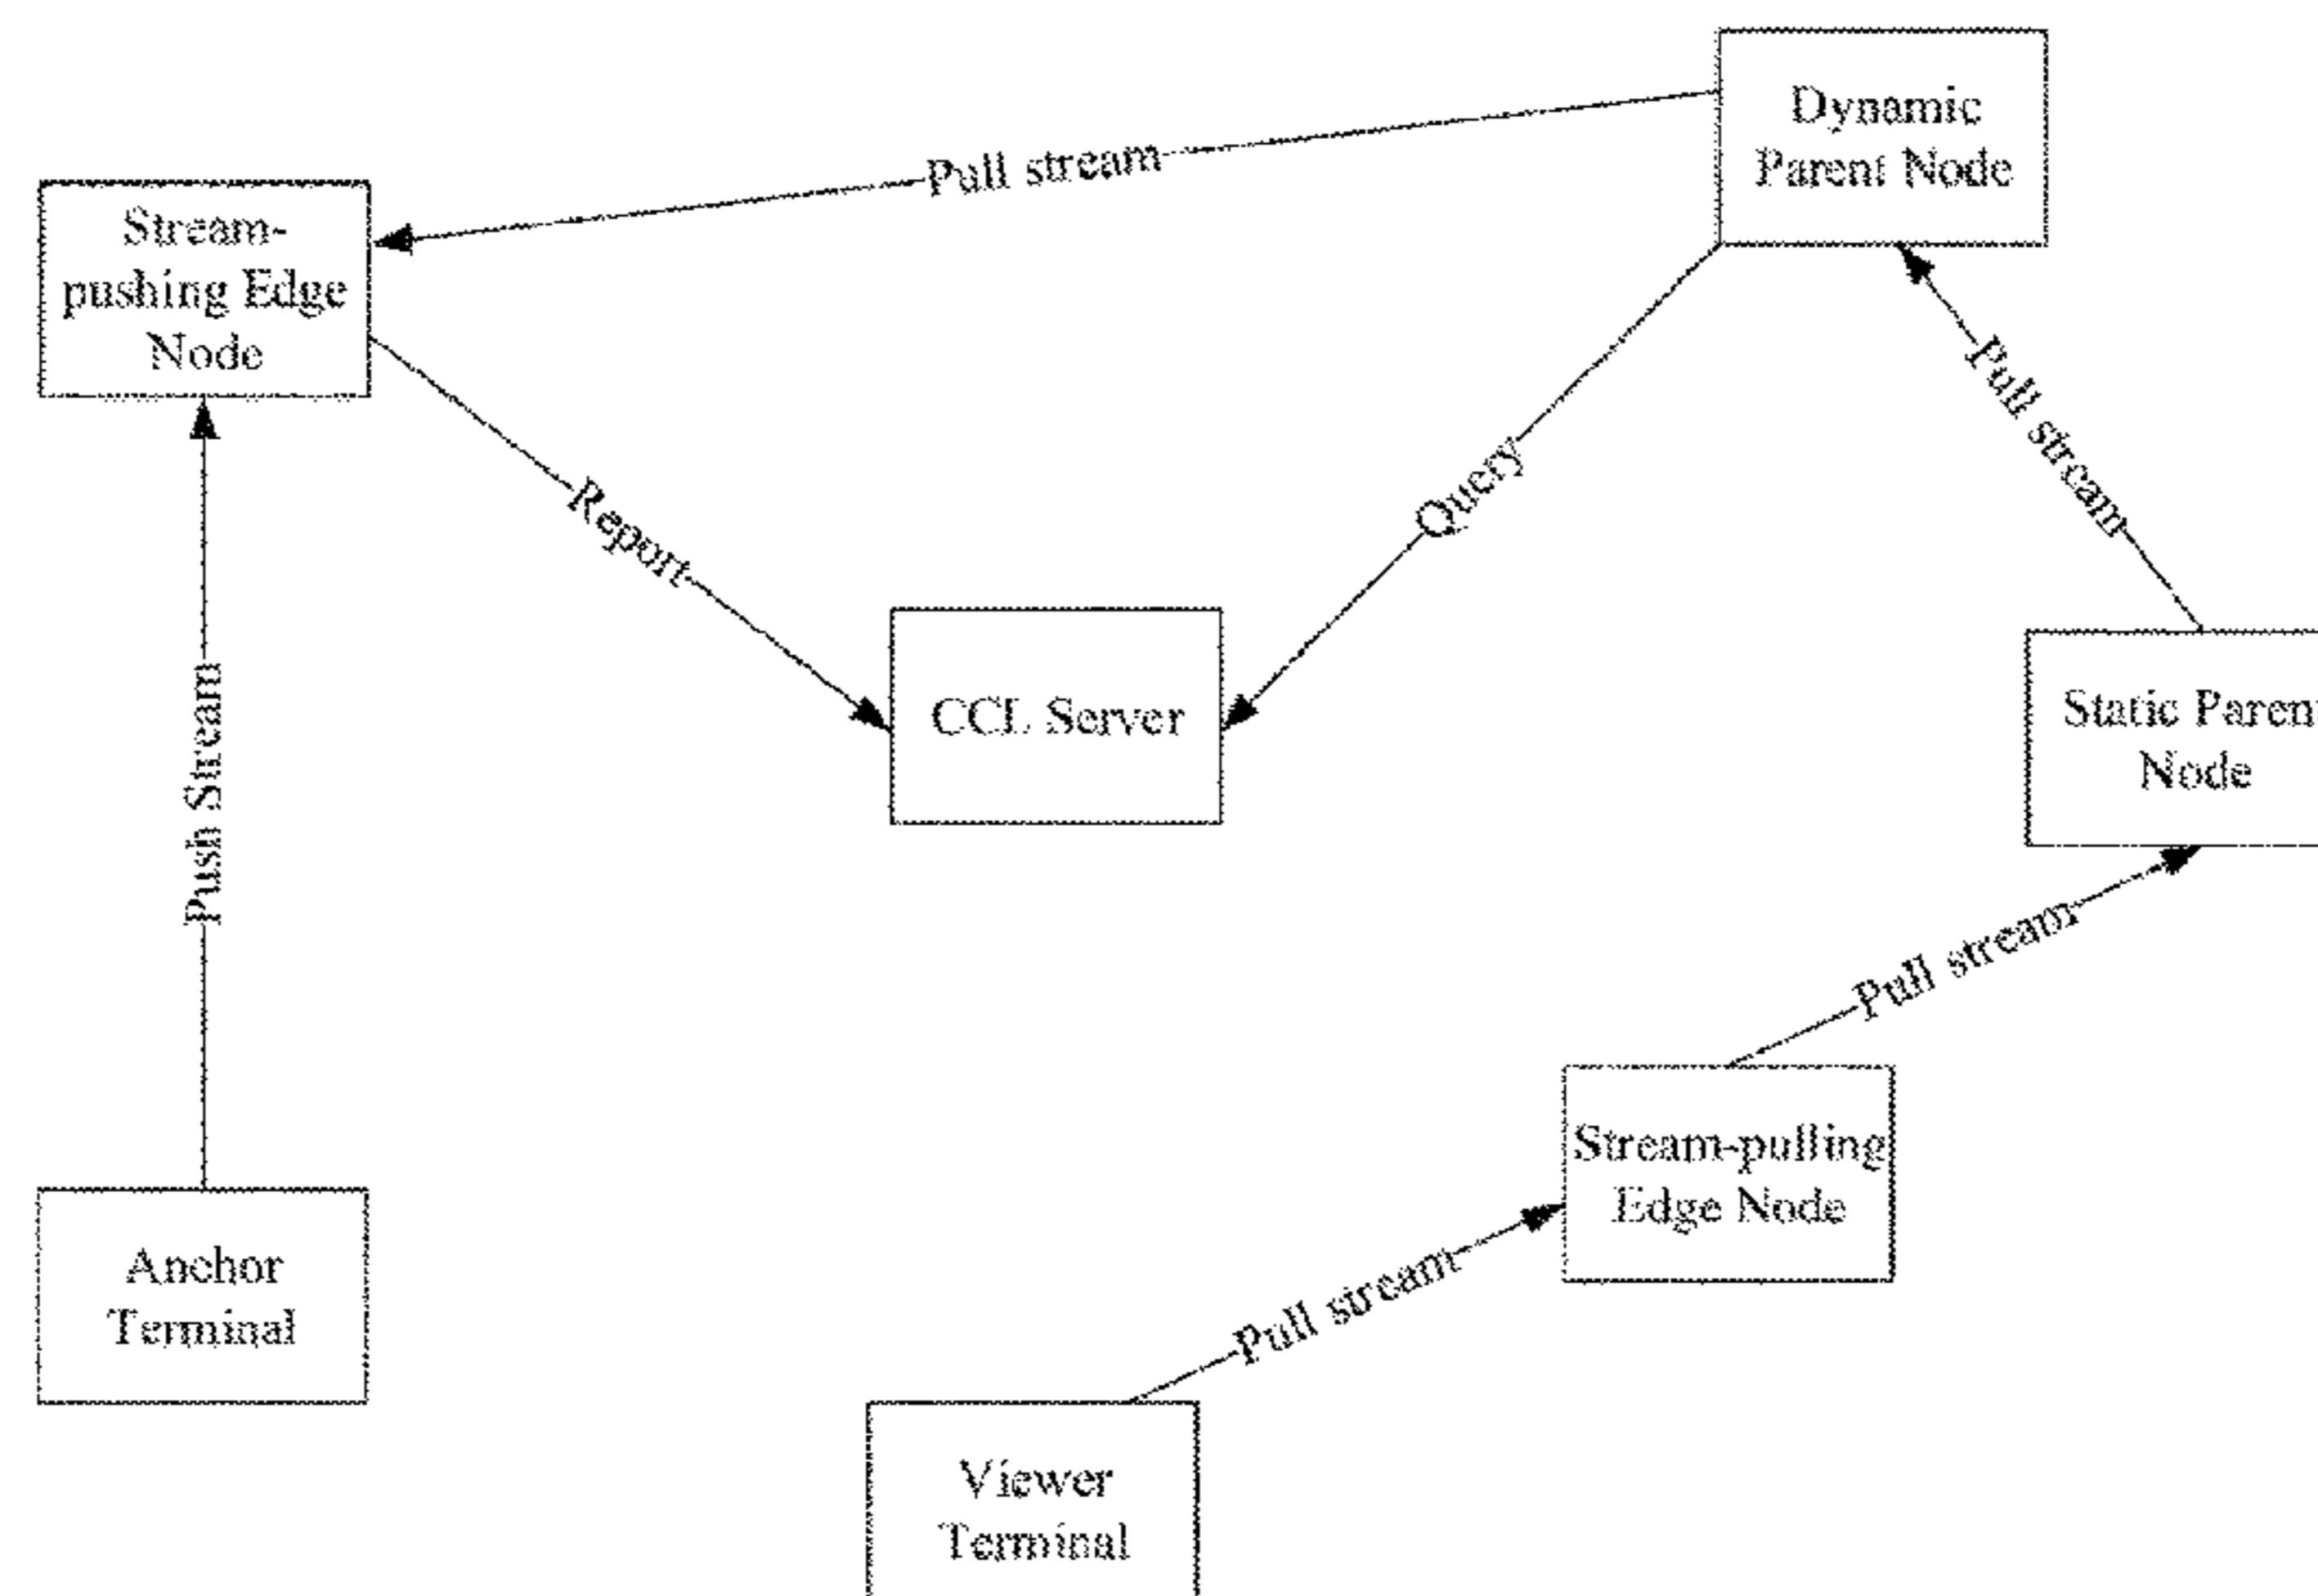 Dynamic
Parent Node
Pull stream
Stream-
pushing Edge
Node
Pull stream
Report
Query
CCL Server
Static Parent
Node
Push Stream
Pull stream
Stream-pulling
Edge Node
Anchor
Terminal
Pull stream
Viewer
Terminal